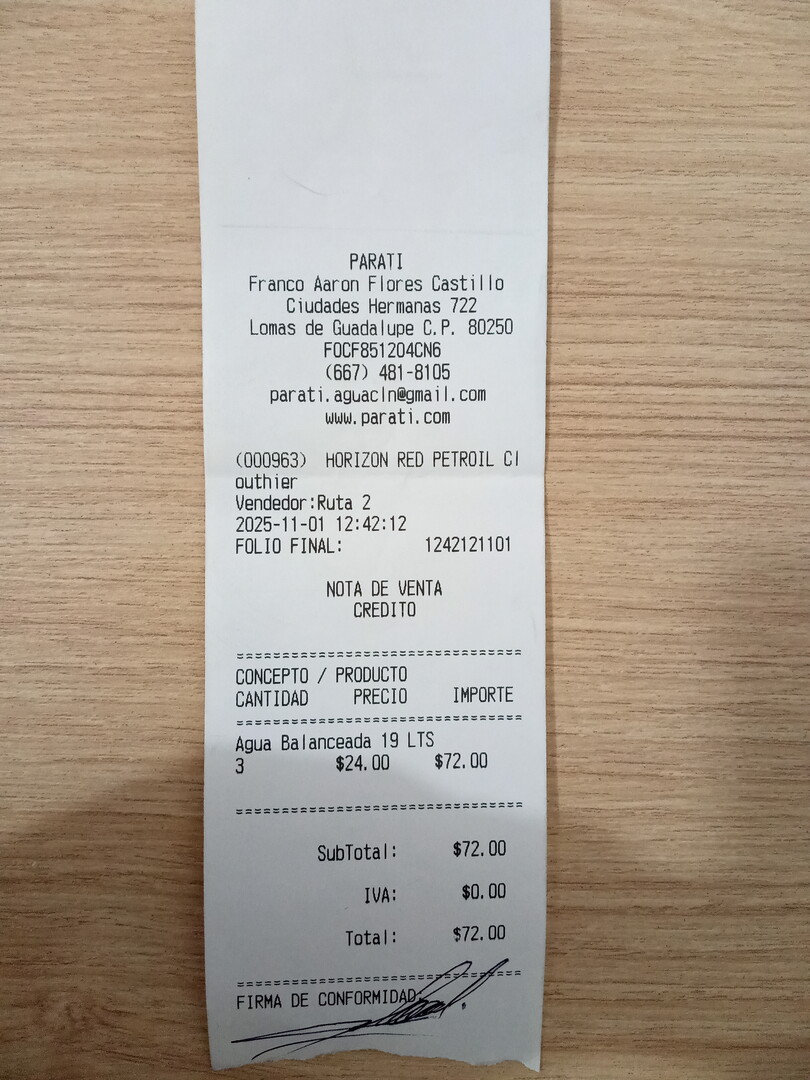 PARATI
Franco Aaron Flores Castillo
Ciudades Hermanas 722
Lomas de Guadalupe C.P. 80250
FOCF851204CN6
(667) 481-8105
parati.aguacln@gmail.com
www.parati.com
(000963) HORIZON RED PETROIL Cl
outhier
Vendedor:Ruta 2
2025-11-01 12:42:12
FOLIO FINAL: 1242121101
NOTA DE VENTA
CREDITO
================================
CONCEPTO / PRODUCTO
CANTIDAD PRECIO IMPORTE
================================
Agua Balanceada 19 LTS
3 $24.00 $72.00
================================
SubTotal: $72.00
IVA: $0.00
Total: $72.00
================================
FIRMA DE CONFORMIDAD: